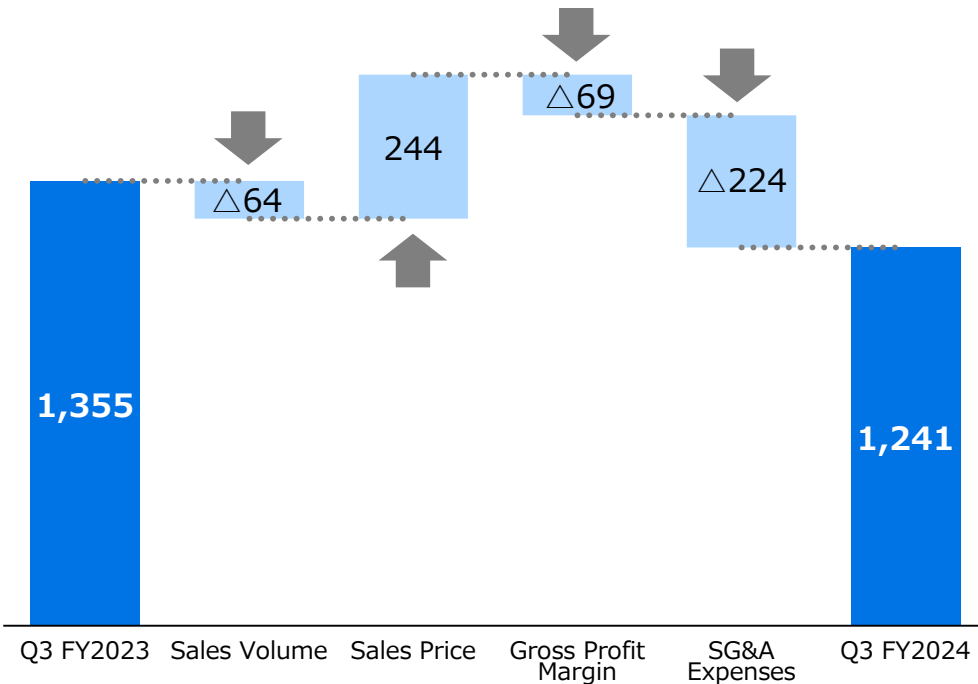 △69
244
△224
△64
1,355
1,241
Q3 FY2023
Sales Volume
Sales Price
Gross Profit
Margin
SG&A
Expenses
Q3 FY2024